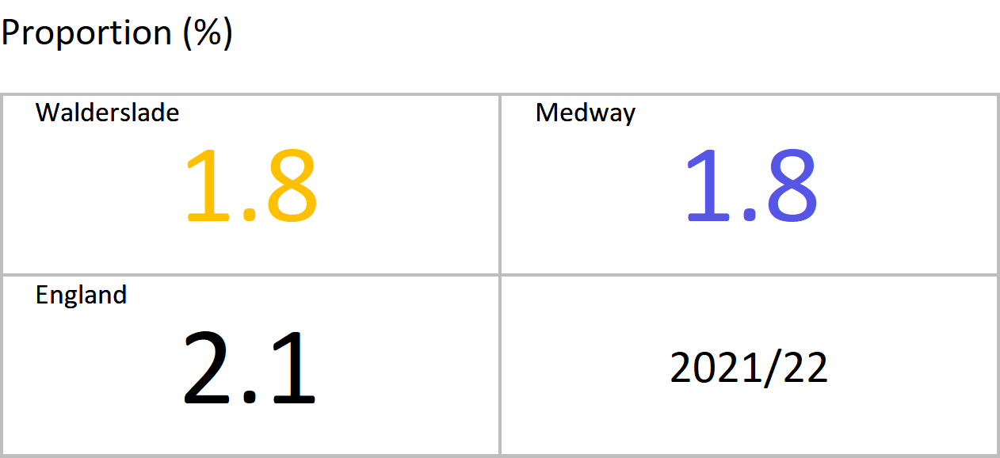 Proportion (%)
Walderslade
1.8
Medway
1.8
England
2.1
2021/22